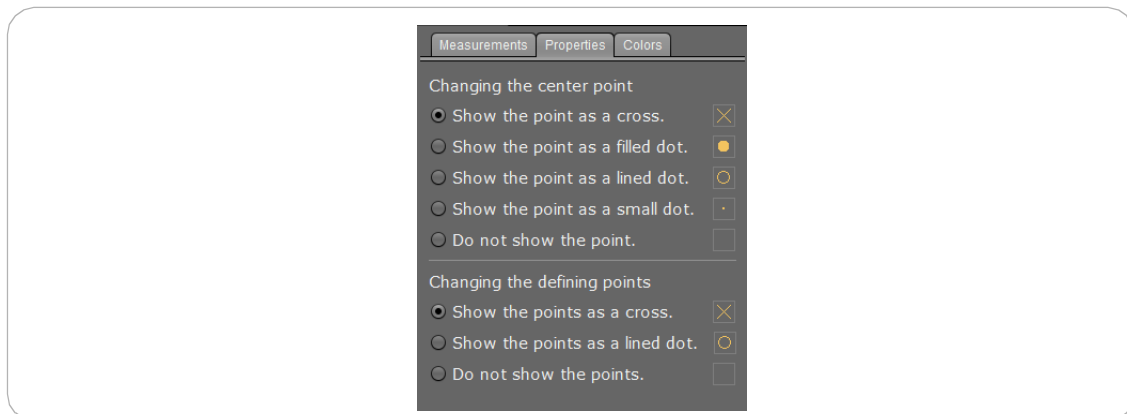 Measurements Properties Colors
Changing the center point
Show the point as a cross.
Show the point as a filled dot.
Show the point as a lined dot.
Show the point as a small dot.
Do not show the point.
Changing the defining points
Show the points as a cross.
Show the points as a lined dot.
Do not show the points.